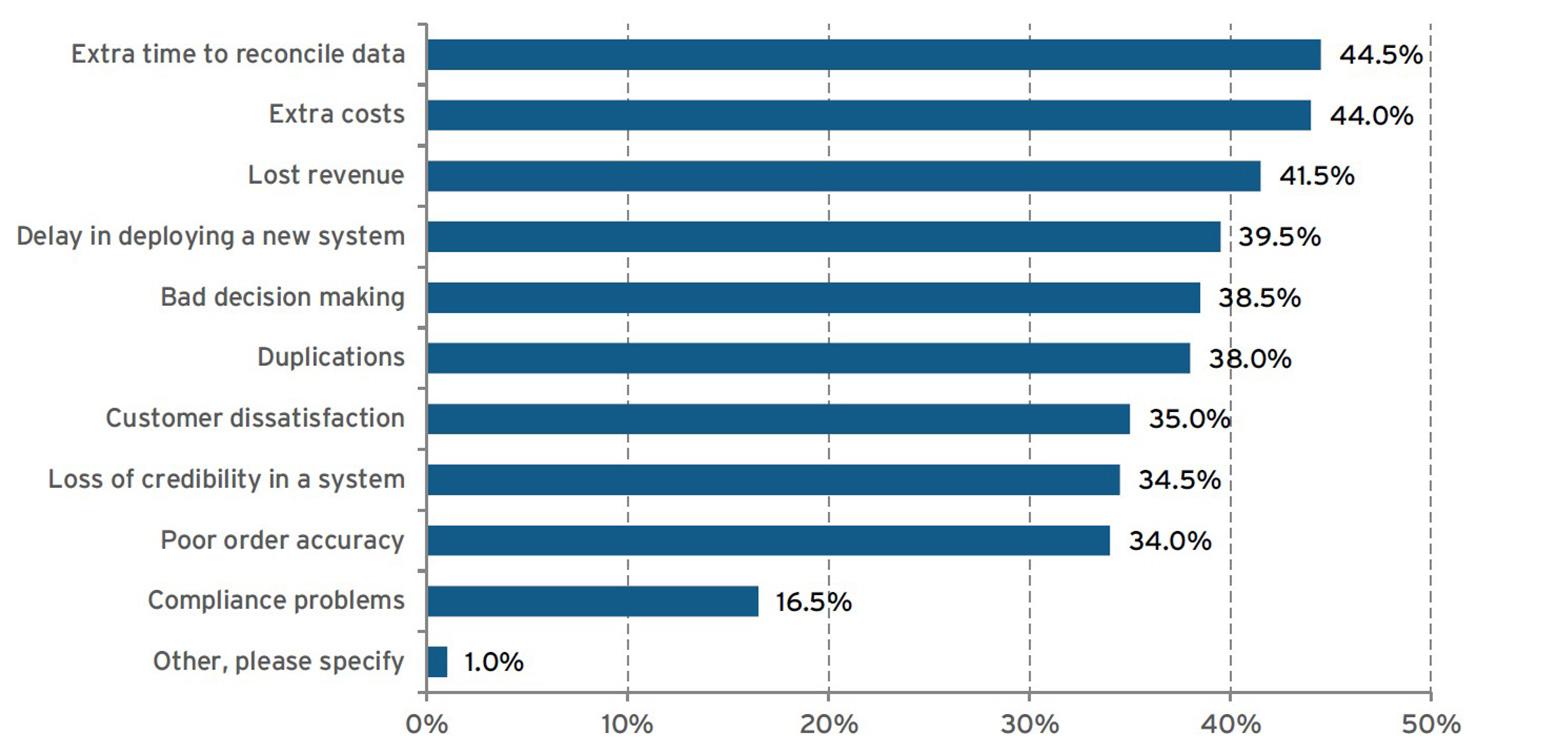 Extra time to reconcile data 44.5%
Extra costs 44.0%
Lost revenue 41.5%
Delay in deploying a new system 39.5%
Bad decision making 38.5%
Duplications 38.0%
Customer dissatisfaction 35.0%
Loss of credibility in a system 34.5%
Poor order accuracy 34.0%
Compliance problems 16.5%
Other, please specify 1.0%
0% 10% 20% 30% 40% 50%